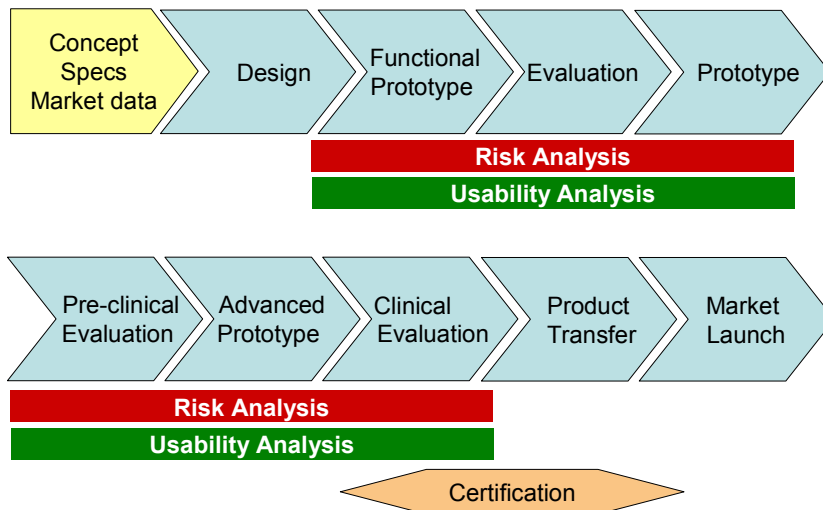 Concept
Specs
Market data
Design
Functional
Prototype
Evaluation
Prototype
Risk Analysis
Usability Analysis
Pre-clinical
Evaluation
Advanced
Prototype
Clinical
Evaluation
Product
Transfer
Market
Launch
Risk Analysis
Usability Analysis
Certification